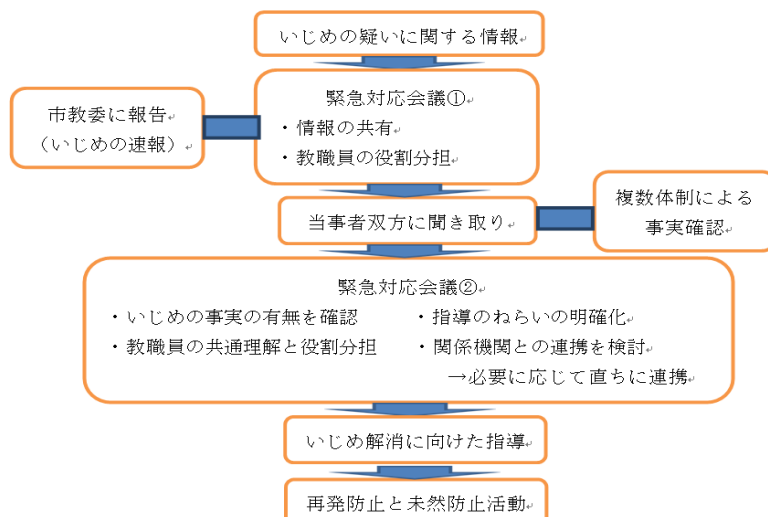 いじめの疑いに関する情報
緊急対応会議①
・情報の共有
・教職員の役割分担
市教委に報告
（いじめの速報）
当事者双方に聞き取り
複数体制による
事実確認
緊急対応会議②
・いじめの事実の有無を確認　・指導のねらいの明確化
・教職員の共通理解と役割分担　・関係機関との連携を検討
→必要に応じて直ちに連携
いじめ解消に向けた指導
再発防止と未然防止活動